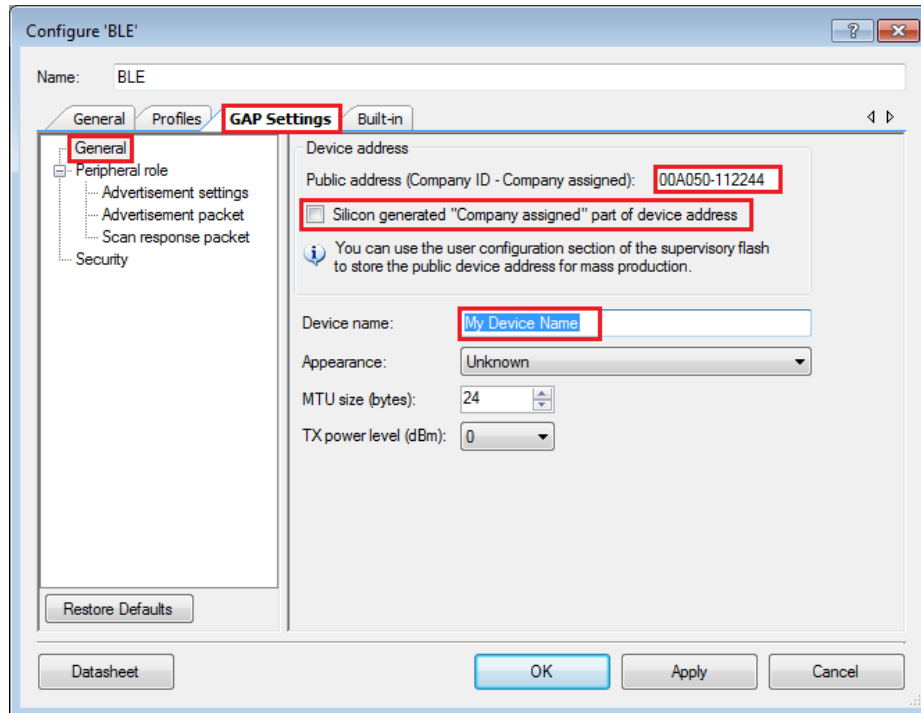 Configure 'BLE'
Name: BLE
General Profiles GAP Settings Built-in
General
Peripheral role
Advertisement settings
Advertisement packet
Scan response packet
Security
Restore Defaults
Device address
Public address (Company ID - Company assigned): 00A050-112244
Silicon generated "Company assigned" part of device address
You can use the user configuration section of the supervisory flash
to store the public device address for mass production.
Device name: My Device Name
Appearance: Unknown
MTU size (bytes): 24
TX power level (dBm): 0
Datasheet OK Apply Cancel